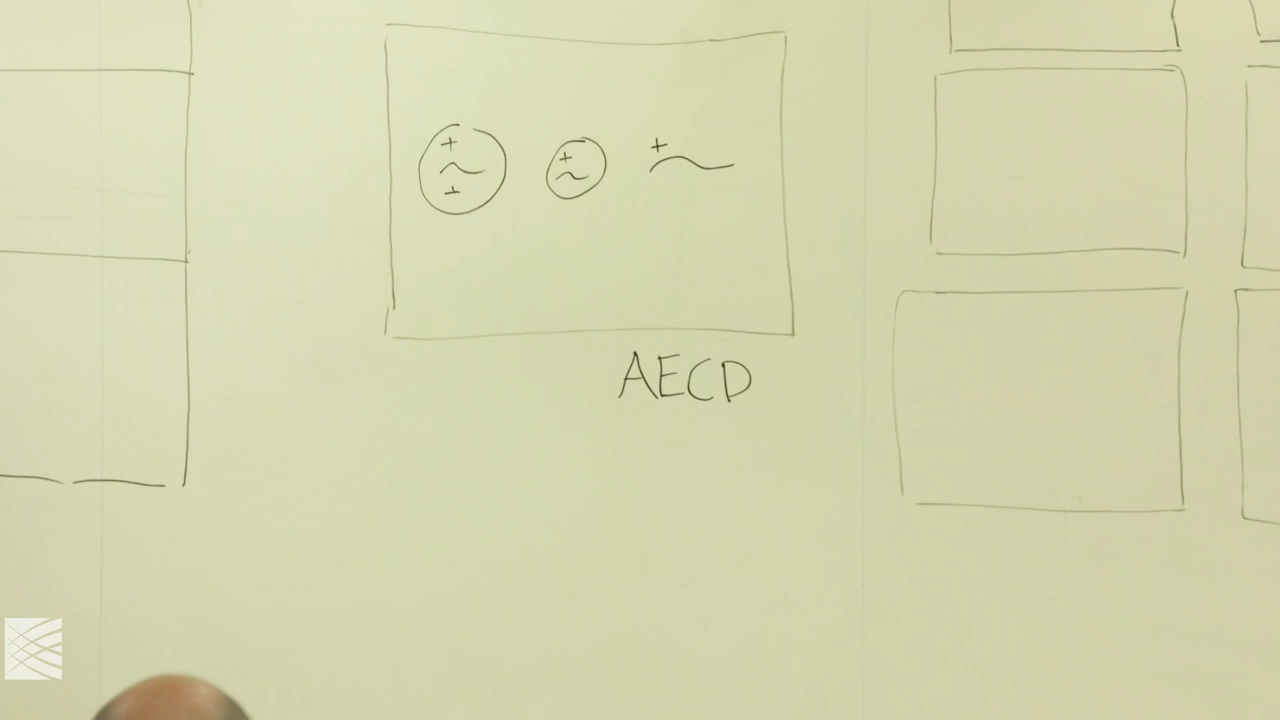 + + +
~ ~ ~
+
AECD